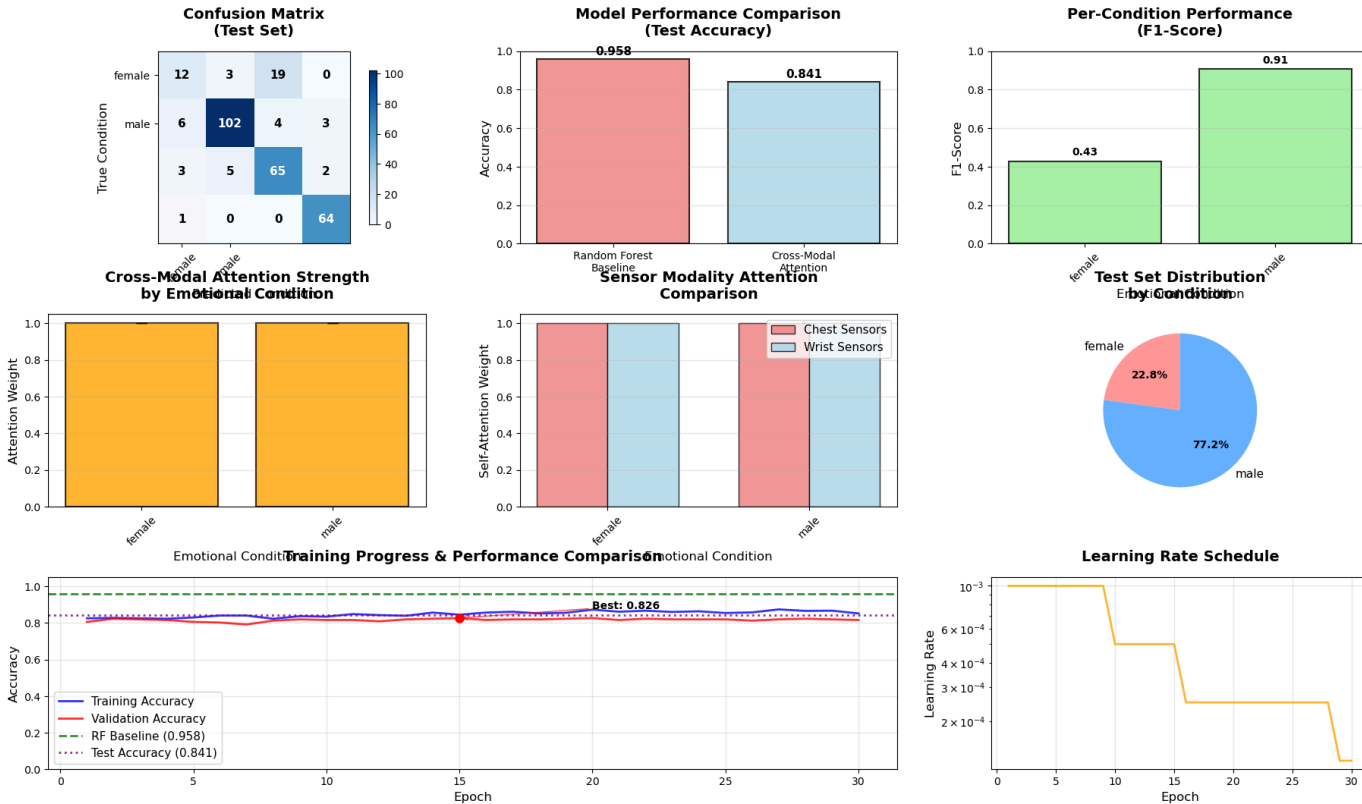 Confusion Matrix
(Test Set)
female
male
True Condition
12 3 19 0
6 102 4 3
3 5 65 2
1 0 0 64
100
80
60
40
20
0
female
male
Predicted Condition
Model Performance Comparison
(Test Accuracy)
Accuracy
1.0
0.8
0.6
0.4
0.2
0.0
0.958
0.841
Random Forest
Baseline
Cross-Modal
Attention
Per-Condition Performance
(F1-Score)
F1-Score
1.0
0.8
0.6
0.4
0.2
0.0
0.43
0.91
female
male
Emotional Condition
Cross-Modal Attention Strength
by Emotional Condition
Attention Weight
1.0
0.8
0.6
0.4
0.2
0.0
female
male
Emotional Condition
Sensor Modality Attention
Comparison
Self-Attention Weight
1.0
0.8
0.6
0.4
0.2
0.0
Chest Sensors
Wrist Sensors
female
male
Emotional Condition
Test Set Distribution
by Condition
female
22.8%
77.2%
male
Training Progress & Performance Comparison
Accuracy
1.0
0.8
0.6
0.4
0.2
0.0
Best: 0.826
Training Accuracy
Validation Accuracy
RF Baseline (0.958)
Test Accuracy (0.841)
0 5 10 15 20 25 30
Epoch
Learning Rate Schedule
Learning Rate
10⁻³
6 × 10⁻⁴
4 × 10⁻⁴
3 × 10⁻⁴
2 × 10⁻⁴
0 5 10 15 20 25 30
Epoch